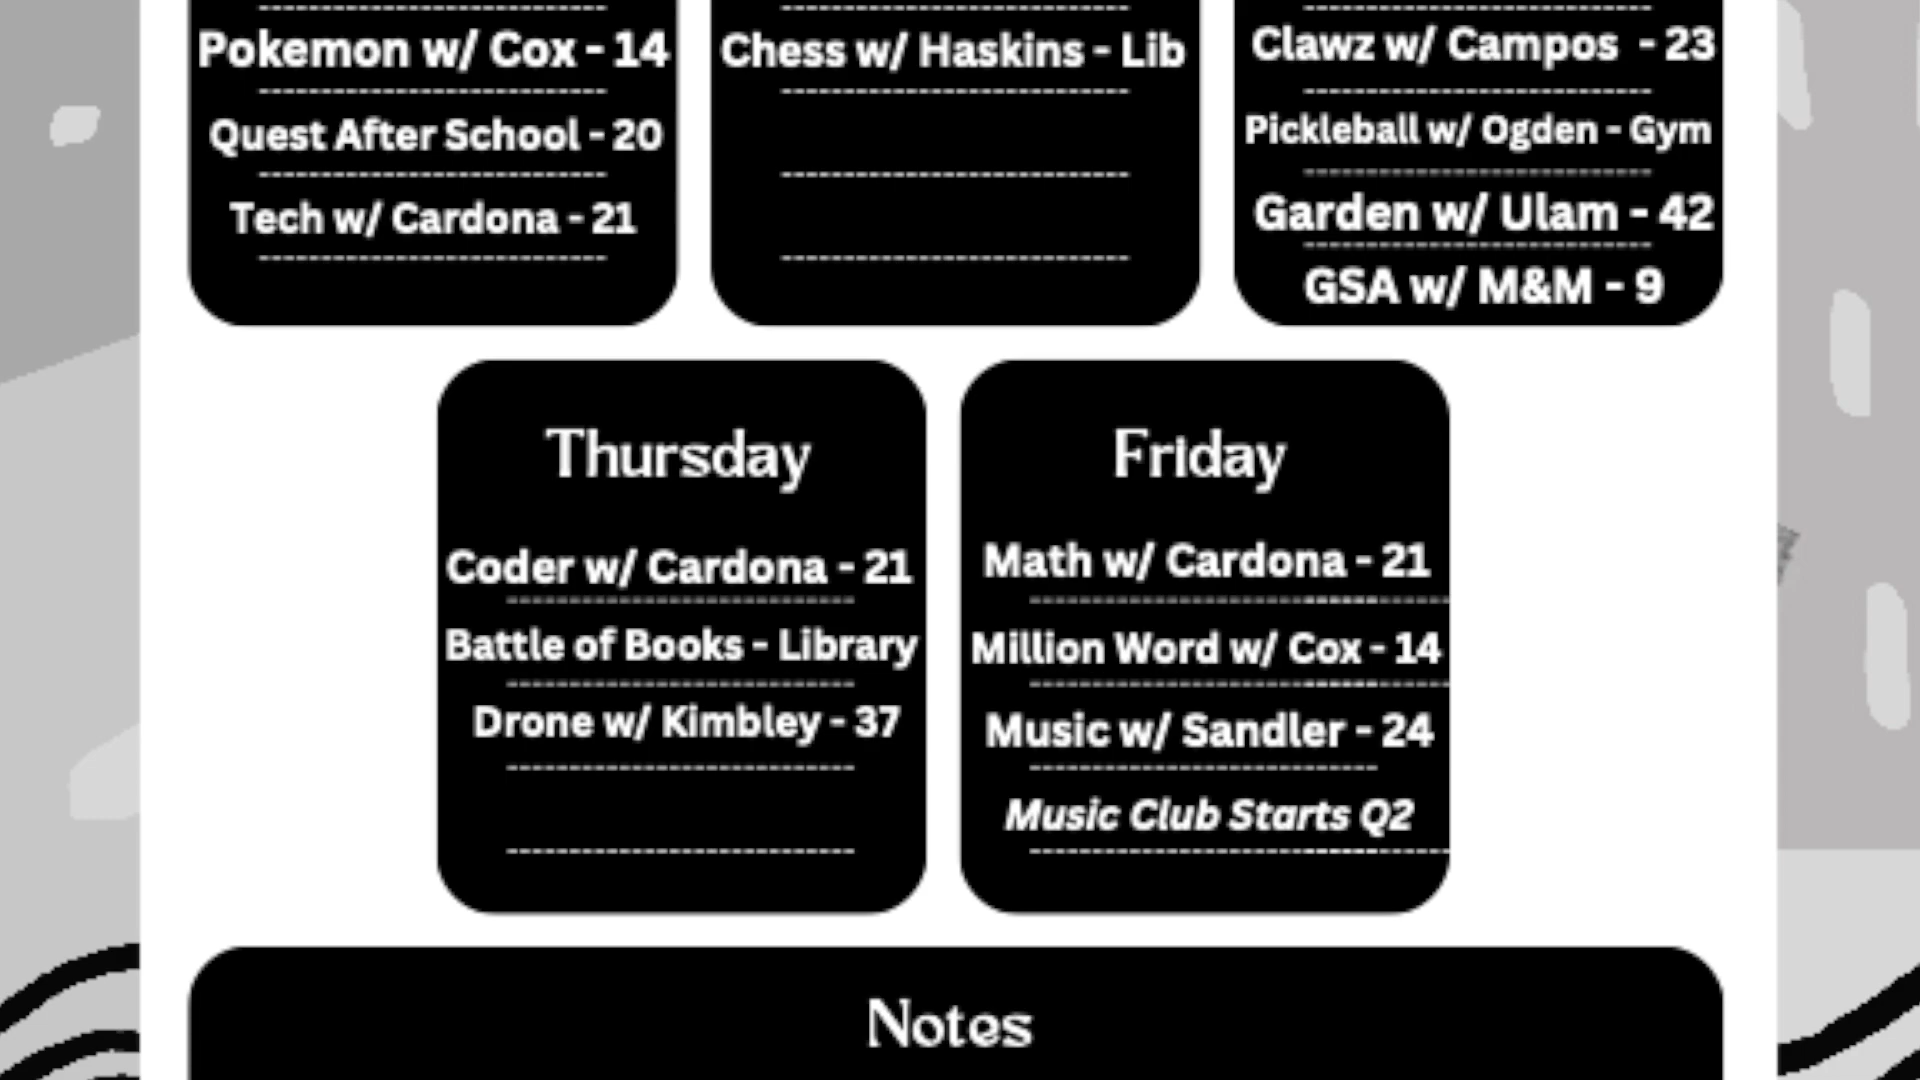 Pokemon w/ Cox - 14
Quest After School - 20
Tech w/ Cardona - 21
Chess w/ Haskins - Lib
Clawz w/ Campos - 23
Pickleball w/ Ogden - Gym
Garden w/ Ulam - 42
GSA w/ M&M - 9
Thursday
Coder w/ Cardona - 21
Battle of Books - Library
Drone w/ Kimbley - 37
Friday
Math w/ Cardona - 21
Million Word w/ Cox - 14
Music w/ Sandler - 24
Music Club Starts Q2
Notes